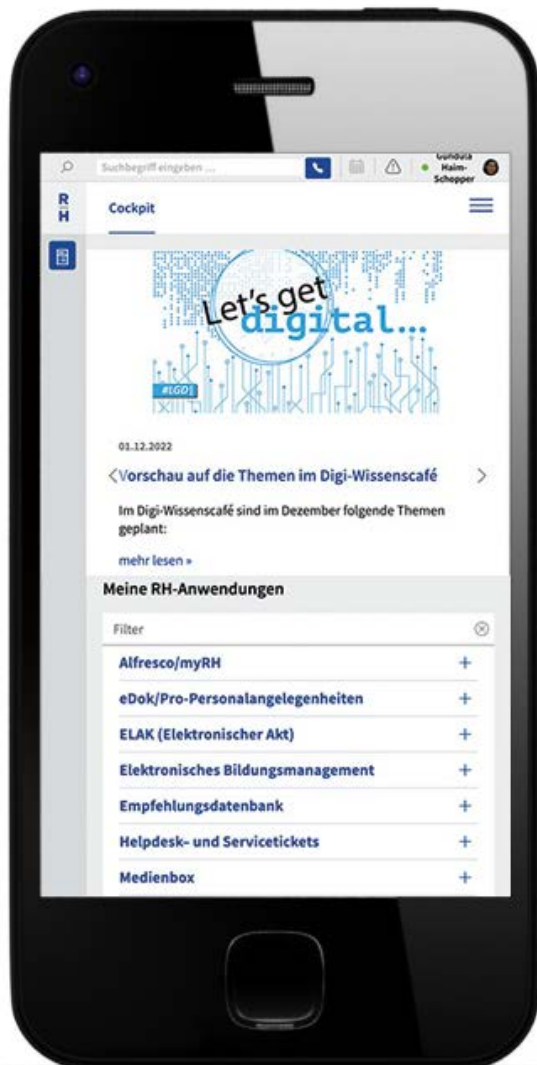 Suchbegriff eingeben ...
Gundula
Haim-
Schopper
R
H
Cockpit
Let's get
digital...
#LGD
01.12.2022
Vorschau auf die Themen im Digi-Wissenscafé
Im Digi-Wissenscafé sind im Dezember folgende Themen
geplant:
mehr lesen »
Meine RH-Anwendungen
Filter
Alfresco/myRH
eDok/Pro-Personalangelegenheiten
ELAK (Elektronischer Akt)
Elektronisches Bildungsmanagement
Empfehlungsdatenbank
Helpdesk- und Servicetickets
Medienbox